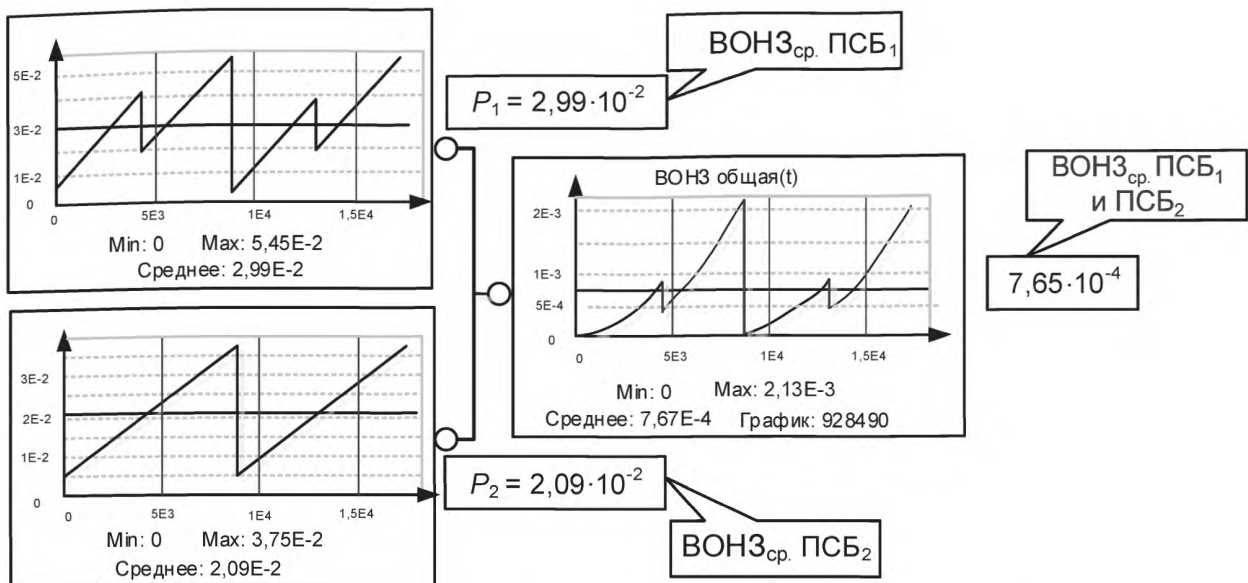 5E-2
3E-2
1E-2
0
0 5E3 1E4 1,5E4
Min: 0 Max: 5,45E-2
Среднее: 2,99E-2
ВОНЗср. ПСБ1
P1 = 2,99·10-2
ВОНЗ общая(t)
2E-3
1E-3
5E-4
0
0 5E3 1E4 1,5E4
Min: 0 Max: 2,13E-3
Среднее: 7,67E-4 График: 928490
ВОНЗср. ПСБ1
и ПСБ2
7,65·10-4
3E-2
2E-2
1E-2
0
0 5E3 1E4 1,5E4
Min: 0 Max: 3,75E-2
Среднее: 2,09E-2
P2 = 2,09·10-2
ВОНЗср. ПСБ2